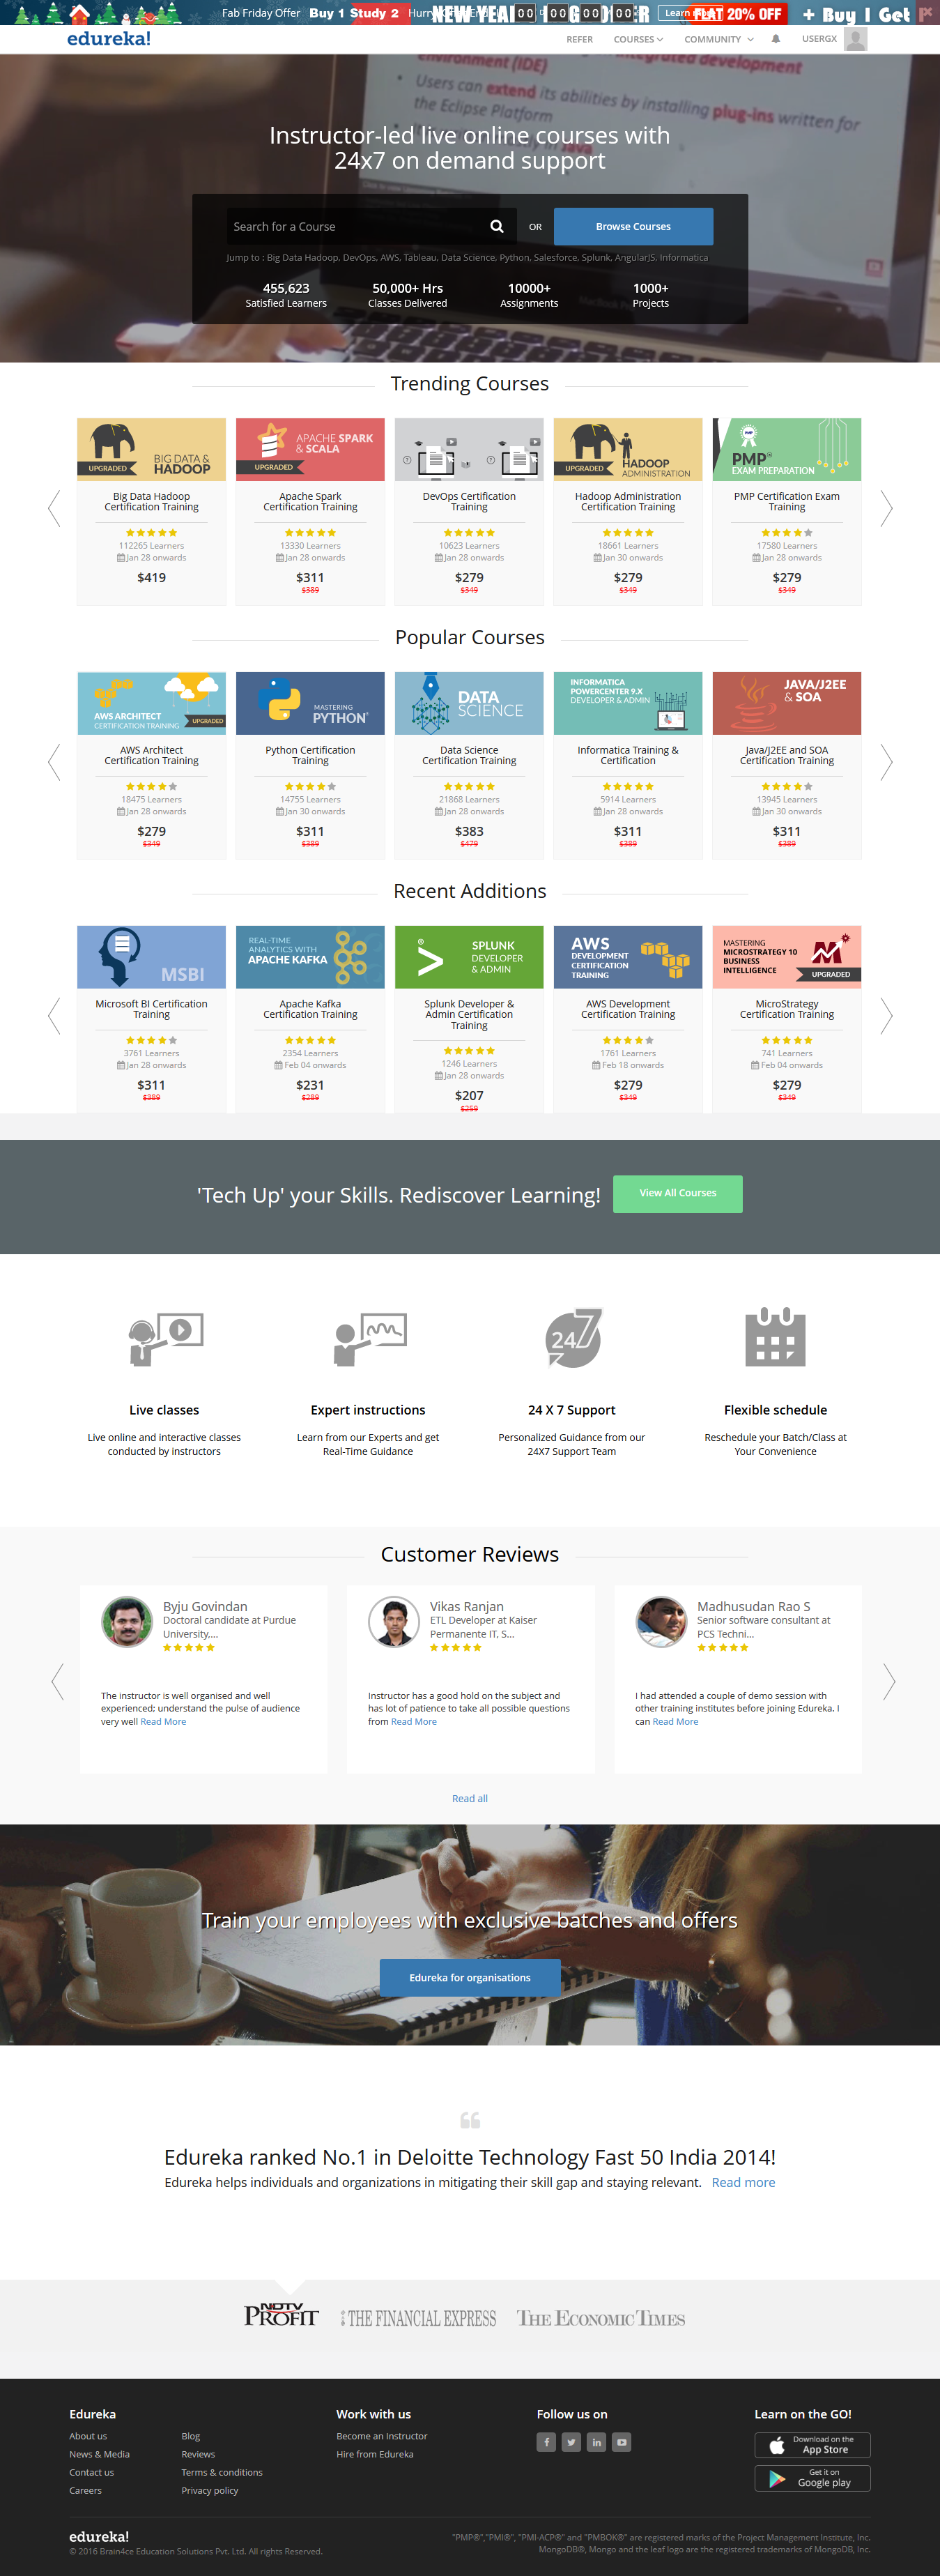 Fab Friday Offer Buy 1 Study 2 Hurry
NEW YEAR
00 00 00 00
Learn
FLAT 20% OFF
+ Buy 1 Get
edureka!
REFER COURSES COMMUNITY USERGX
environment (IDE)
Users can extend its abilities by installing plug-ins written for
the Eclipse Platform
Instructor-led live online courses with
24x7 on demand support
Search for a Course
OR
Browse Courses
Jump to : Big Data Hadoop, DevOps, AWS, Tableau, Data Science, Python, Salesforce, Splunk, AngularJS, Informatica
455,623 50,000+ Hrs 10000+ 1000+
Satisfied Learners Classes Delivered Assignments Projects
Trending Courses
UPGRADED BIG DATA & HADOOP
Big Data Hadoop
Certification Training
112265 Learners
Jan 28 onwards
$419
APACHE SPARK & SCALA UPGRADED
Apache Spark
Certification Training
13330 Learners
Jan 28 onwards
$311
$389
DevOps Certification
Training
10623 Learners
Jan 28 onwards
$279
$349
UPGRADED HADOOP ADMINISTRATION
Hadoop Administration
Certification Training
18661 Learners
Jan 30 onwards
$279
$349
PMP
PMP®
EXAM PREPARATION
PMP Certification Exam
Training
17580 Learners
Jan 28 onwards
$279
$349
Popular Courses
AWS ARCHITECT
CERTIFICATION TRAINING UPGRADED
AWS Architect
Certification Training
18475 Learners
Jan 28 onwards
$279
$349
MASTERING
PYTHON®
Python Certification
Training
14755 Learners
Jan 30 onwards
$311
$389
DATA
SCIENCE
Data Science
Certification Training
21868 Learners
Jan 28 onwards
$383
$479
INFORMATICA
POWERCENTER 9.X
DEVELOPER & ADMIN
Informatica Training &
Certification
5914 Learners
Jan 28 onwards
$311
$389
JAVA/J2EE
& SOA
Java/J2EE and SOA
Certification Training
13945 Learners
Jan 30 onwards
$311
$389
Recent Additions
MSBI
Microsoft BI Certification
Training
3761 Learners
Jan 28 onwards
$311
$389
REAL-TIME
ANALYTICS WITH
APACHE KAFKA
Apache Kafka
Certification Training
2354 Learners
Feb 04 onwards
$231
$289
SPLUNK
DEVELOPER
& ADMIN
Splunk Developer &
Admin Certification
Training
1246 Learners
Jan 28 onwards
$207
$259
AWS
DEVELOPMENT
CERTIFICATION
TRAINING
AWS Development
Certification Training
1761 Learners
Feb 18 onwards
$279
$349
MASTERING
MICROSTRATEGY 10
BUSINESS
INTELLIGENCE
UPGRADED
MicroStrategy
Certification Training
741 Learners
Feb 04 onwards
$279
$349
'Tech Up' your Skills. Rediscover Learning! View All Courses
24 7
Live classes
Live online and interactive classes
conducted by instructors
Expert instructions
Learn from our Experts and get
Real-Time Guidance
24 X 7 Support
Personalized Guidance from our
24X7 Support Team
Flexible schedule
Reschedule your Batch/Class at
Your Convenience
Customer Reviews
Byju Govindan
Doctoral candidate at Purdue
University,...
The instructor is well organised and well
experienced; understand the pulse of audience
very well Read More
Vikas Ranjan
ETL Developer at Kaiser
Permanente IT, S...
Instructor has a good hold on the subject and
has lot of patience to take all possible questions
from Read More
Madhusudan Rao S
Senior software consultant at
PCS Techni...
I had attended a couple of demo session with
other training institutes before joining Edureka. I
can Read More
Read all
Train your employees with exclusive batches and offers
Edureka for organisations
Edureka ranked No.1 in Deloitte Technology Fast 50 India 2014!
Edureka helps individuals and organizations in mitigating their skill gap and staying relevant. Read more
NDTV PROFIT THE FINANCIAL EXPRESS THE ECONOMIC TIMES
Edureka
About us
News & Media
Contact us
Careers
Blog
Reviews
Terms & conditions
Privacy policy
Work with us
Become an Instructor
Hire from Edureka
Follow us on
Learn on the GO!
Download on the
App Store
Get it on
Google play
edureka!
© 2016 Brain4ce Education Solutions Pvt. Ltd. All rights Reserved.
"PMP®","PMI®", "PMI-ACP®" and "PMBOK®" are registered marks of the Project Management Institute, Inc.
MongoDB®, Mongo and the leaf logo are the registered trademarks of MongoDB, Inc.